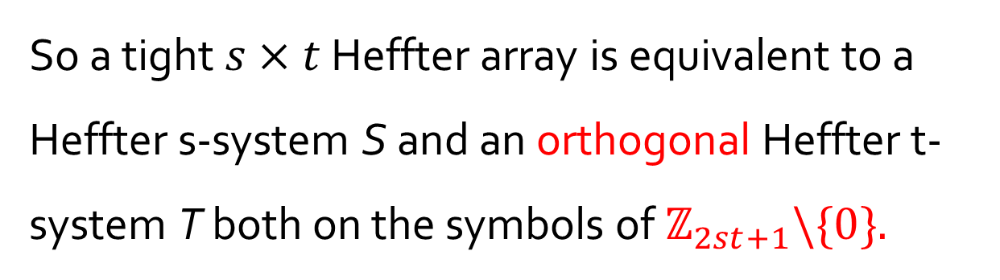 So a tight s × t Heffter array is equivalent to a
Heffter s-system S and an orthogonal Heffter t-
system T both on the symbols of ℤ₂ₛₜ₊₁\{0}.